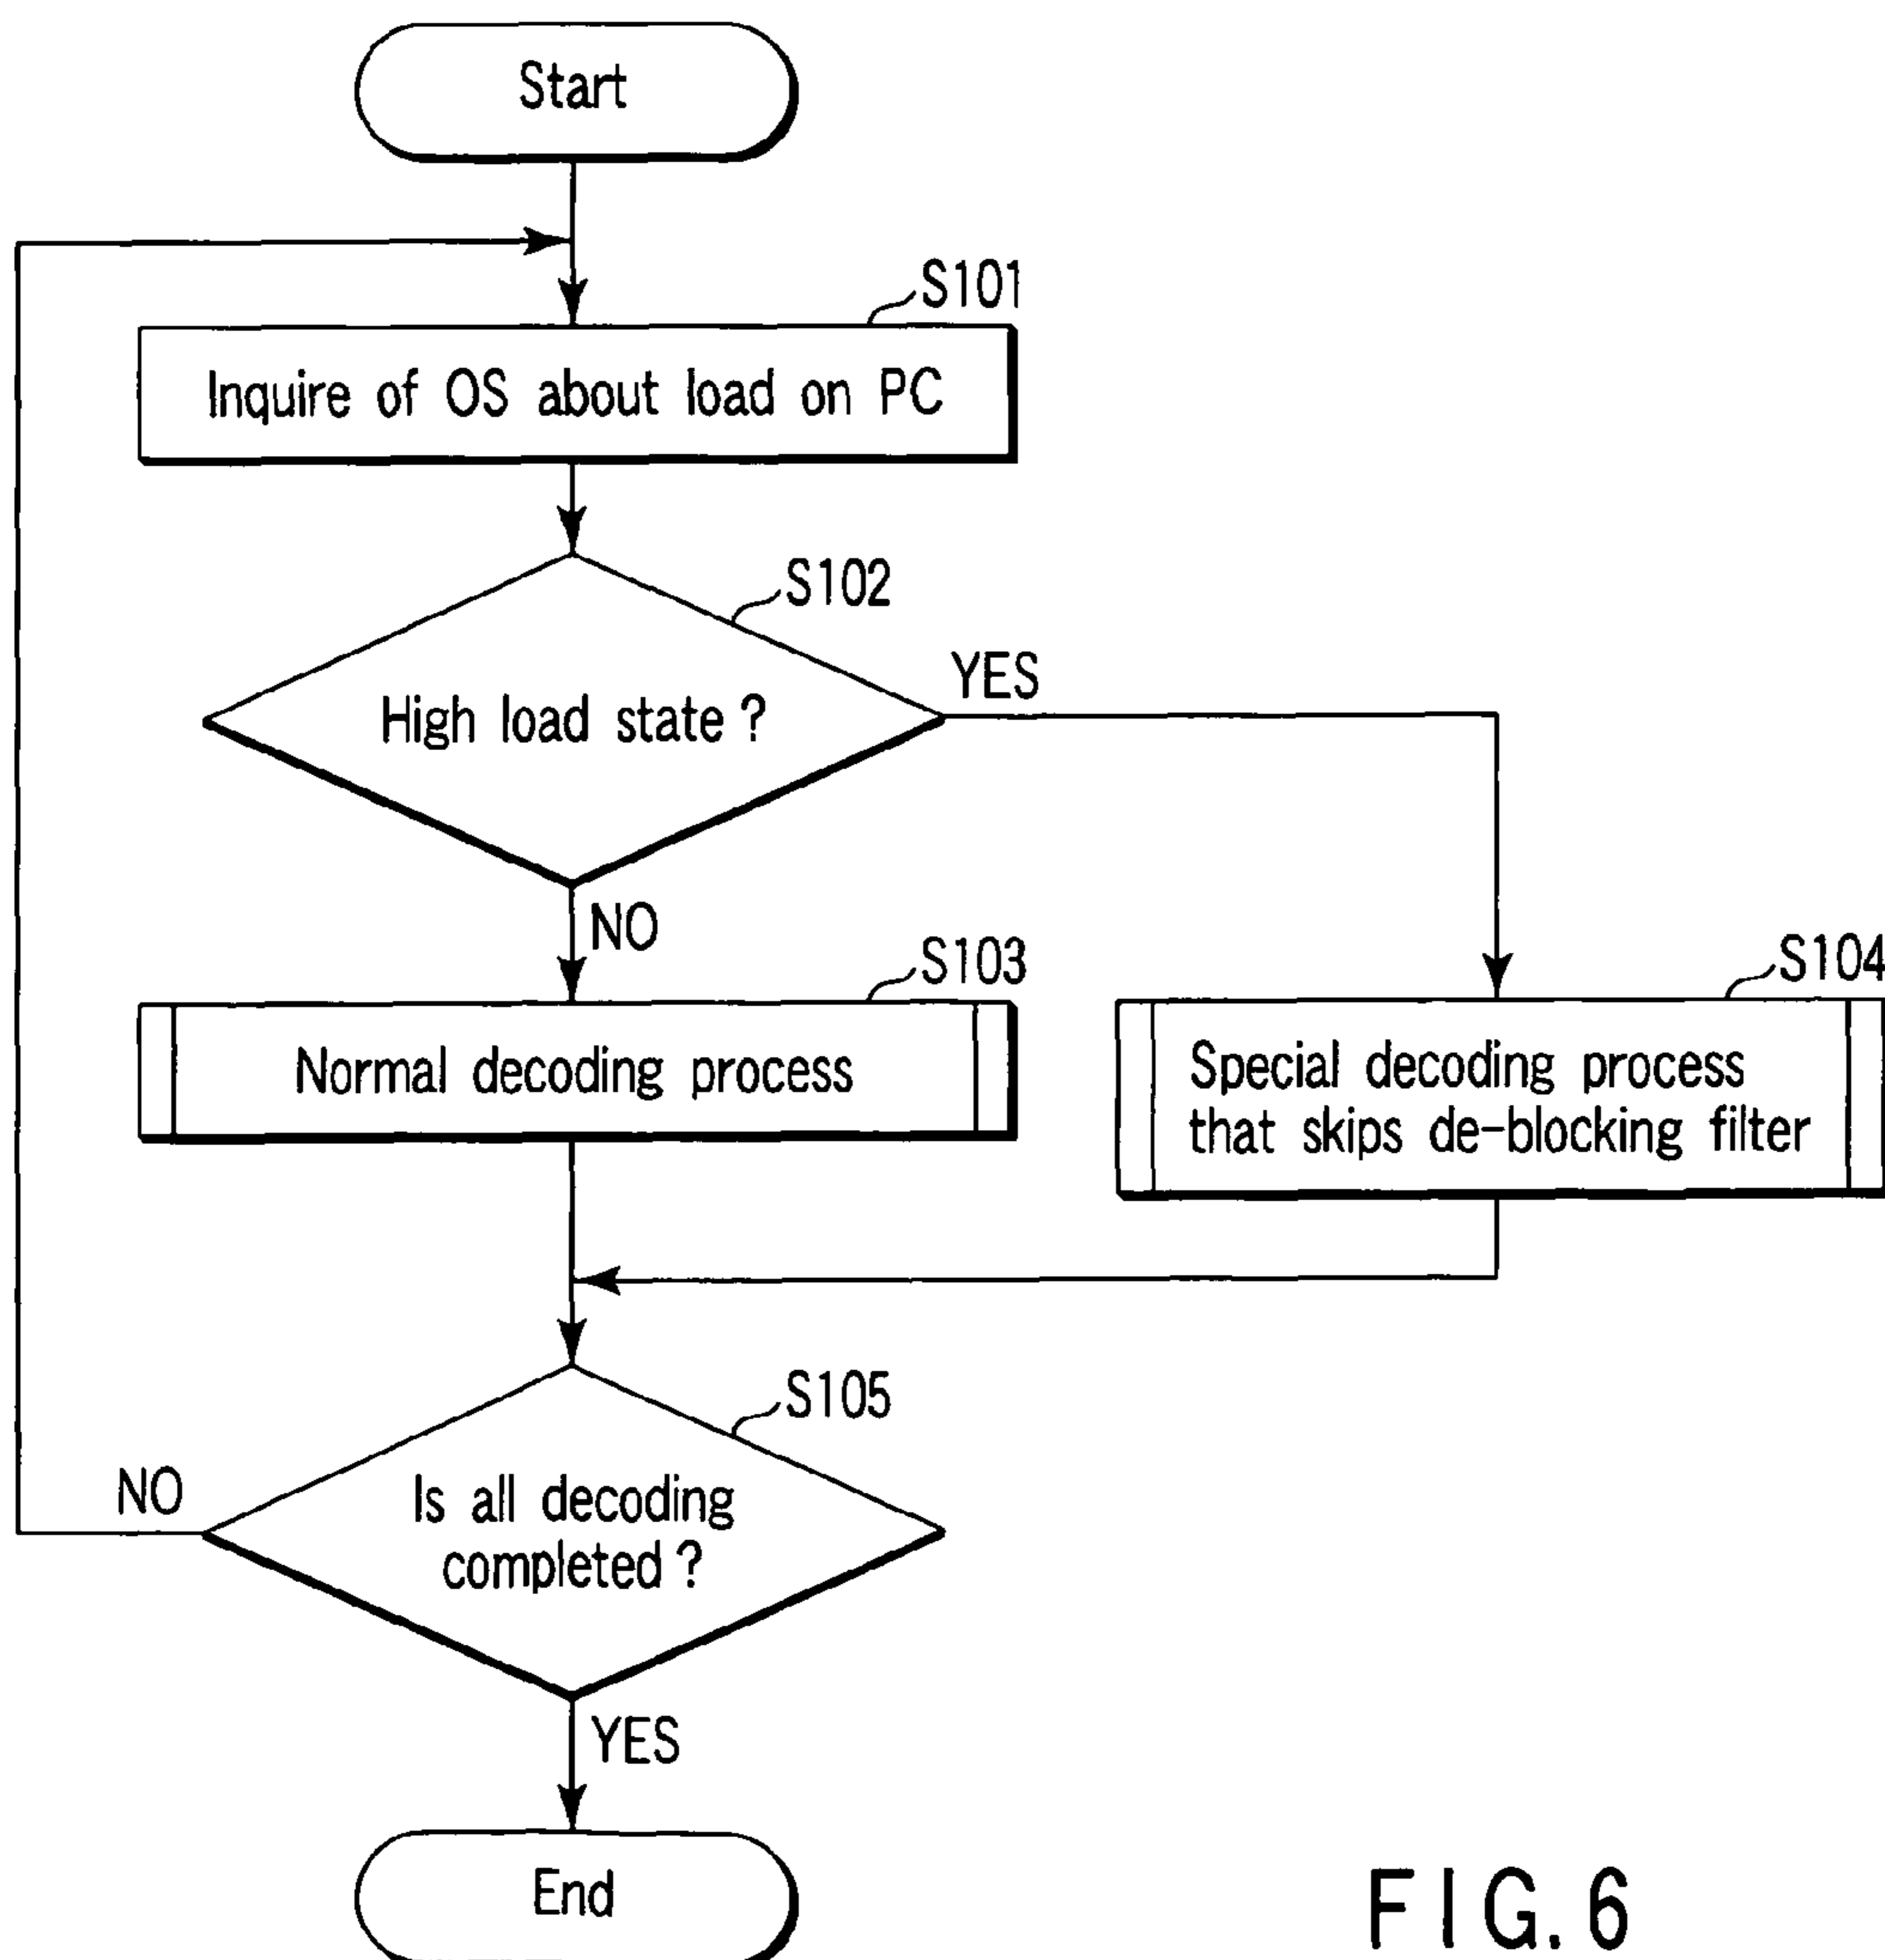 Start
S101
Inquire of OS about load on PC
S102
High load state ?
YES
NO
S103
Normal decoding process
S104
Special decoding process
that skips de-blocking filter
S105
Is all decoding
completed ?
NO
YES
End
FIG. 6